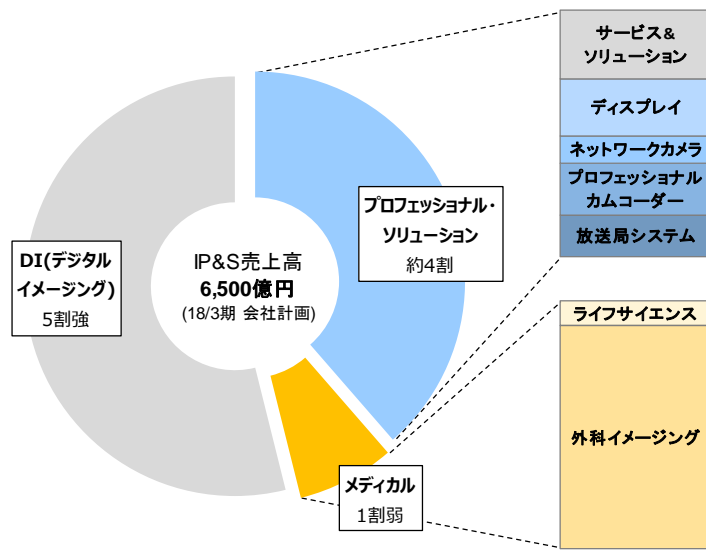 サービス&
ソリューション
ディスプレイ
ネットワークカメラ
プロフェッショナル
カムコーダー
放送局システム
プロフェッショナル・
ソリューション
約4割
DI(デジタル
イメージング)
5割強
IP&S売上高
6,500億円
(18/3期 会社計画)
ライフサイエンス
外科イメージング
メディカル
1割弱